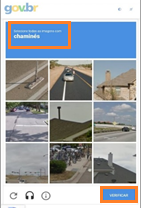 gov.br
Selecione todas as imagens com
chaminés
VERIFICAR